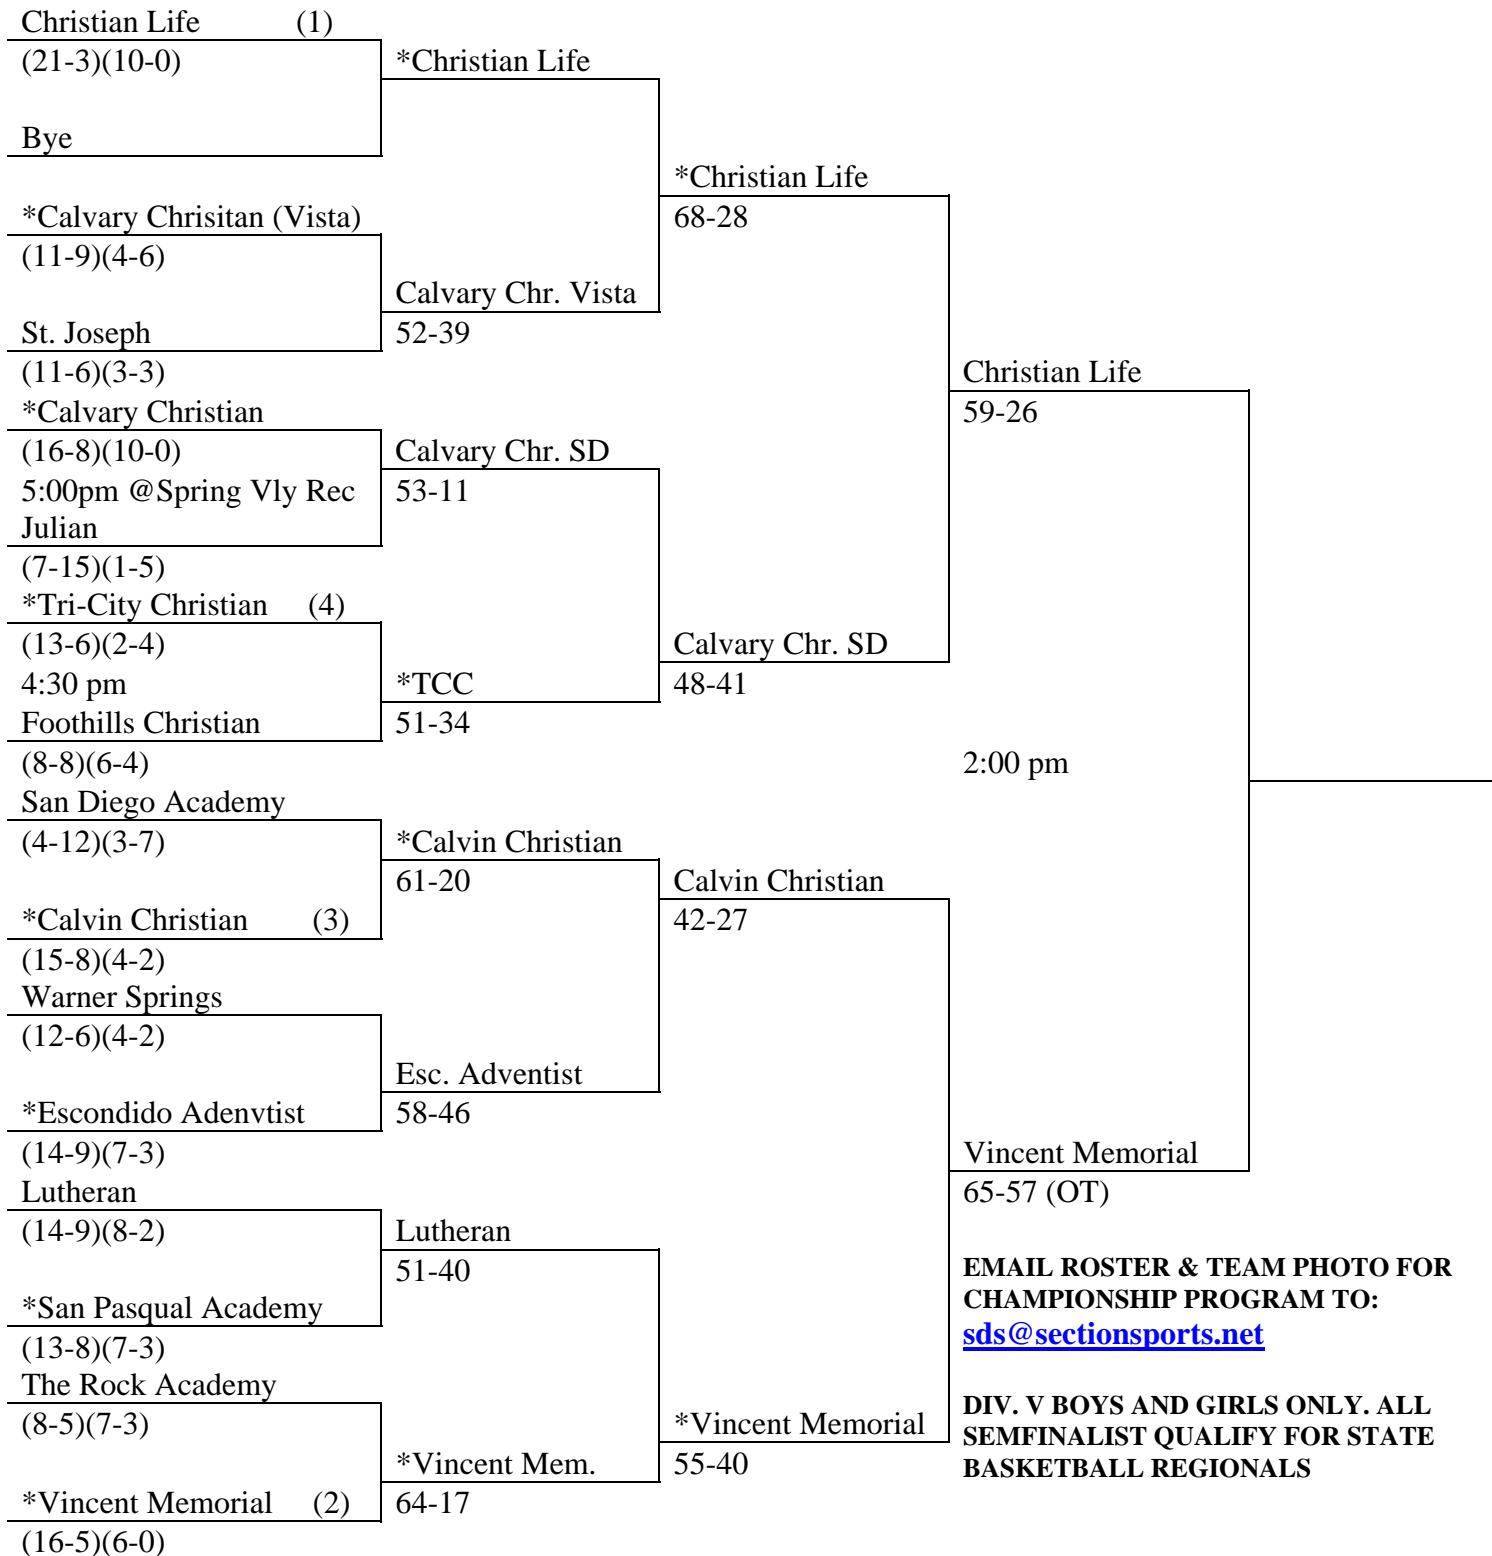 Christian Life (1)
(21-3)(10-0)
Bye
*Calvary Chrisitan (Vista)
(11-9)(4-6)
St. Joseph
(11-6)(3-3)
*Calvary Christian
(16-8)(10-0)
5:00pm @Spring Vly Rec
Julian
(7-15)(1-5)
*Tri-City Christian (4)
(13-6)(2-4)
4:30 pm
Foothills Christian
(8-8)(6-4)
San Diego Academy
(4-12)(3-7)
*Calvin Christian (3)
(15-8)(4-2)
Warner Springs
(12-6)(4-2)
*Escondido Adenvtist
(14-9)(7-3)
Lutheran
(14-9)(8-2)
*San Pasqual Academy
(13-8)(7-3)
The Rock Academy
(8-5)(7-3)
*Vincent Memorial (2)
(16-5)(6-0)
*Christian Life
Calvary Chr. Vista
52-39
Calvary Chr. SD
53-11
*TCC
51-34
*Calvin Christian
61-20
Esc. Adventist
58-46
Lutheran
51-40
*Vincent Mem.
64-17
*Christian Life
68-28
Calvary Chr. SD
48-41
Calvin Christian
42-27
*Vincent Memorial
55-40
Christian Life
59-26
2:00 pm
Vincent Memorial
65-57 (OT)
EMAIL ROSTER & TEAM PHOTO FOR
CHAMPIONSHIP PROGRAM TO:
sds@sectionsports.net
DIV. V BOYS AND GIRLS ONLY. ALL
SEMFINALIST QUALIFY FOR STATE
BASKETBALL REGIONALS